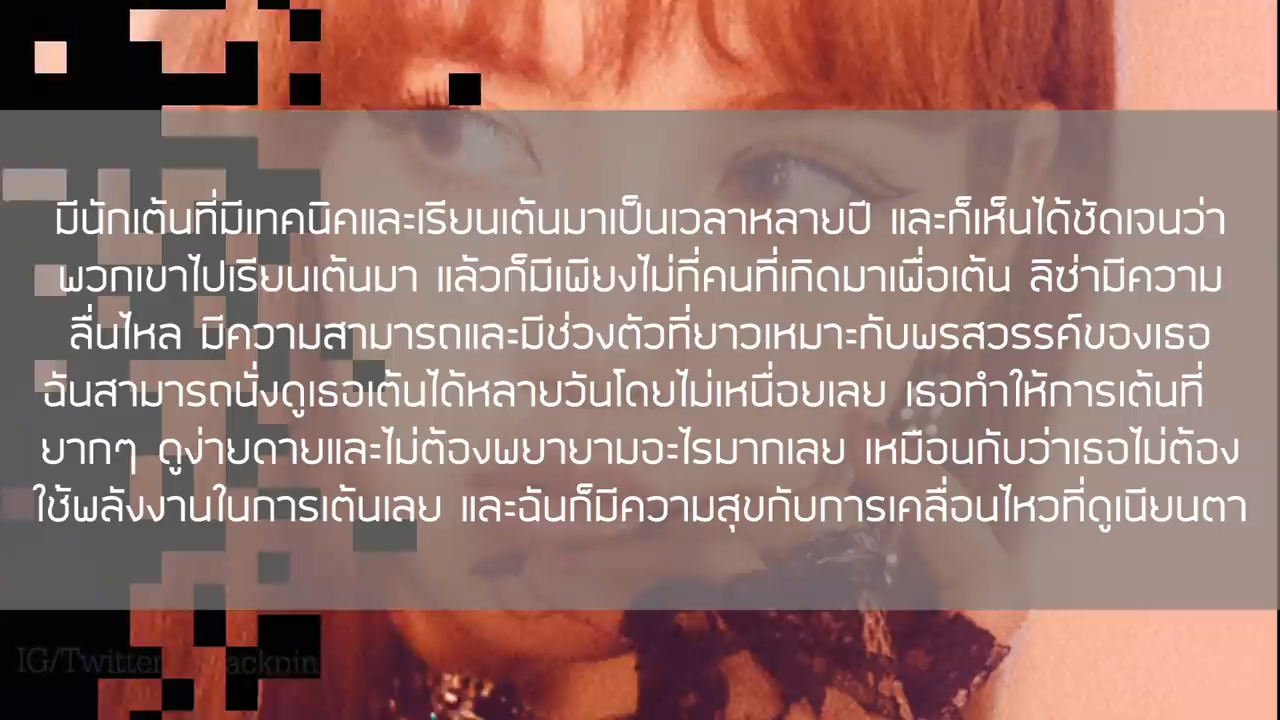 มีนักเต้นที่มีเทคนิคและเรียนเต้นมาเป็นเวลาหลายปี และก็เห็นได้ชัดเจนว่า
พวกเขาไปเรียนเต้นมา แล้วก็มีเพียงไม่กี่คนที่เกิดมาเพื่อเต้น ลิซ่ามีความ
ลื่นไหล มีความสามารถและมีช่วงตัวที่ยาวเหมาะกับพรสวรรค์ของเธอ
ฉันสามารถนั่งดูเธอเต้นได้หลายวันโดยไม่เหนื่อยเลย เธอทำให้การเต้นที่
ยากๆ ดูง่ายดายและไม่ต้องพยายามอะไรมากเลย เหมือนกับว่าเธอไม่ต้อง
ใช้พลังงานในการเต้นเลย และฉันก็มีความสุขกับการเคลื่อนไหวที่ดูเนียนตา
IG/Twitter